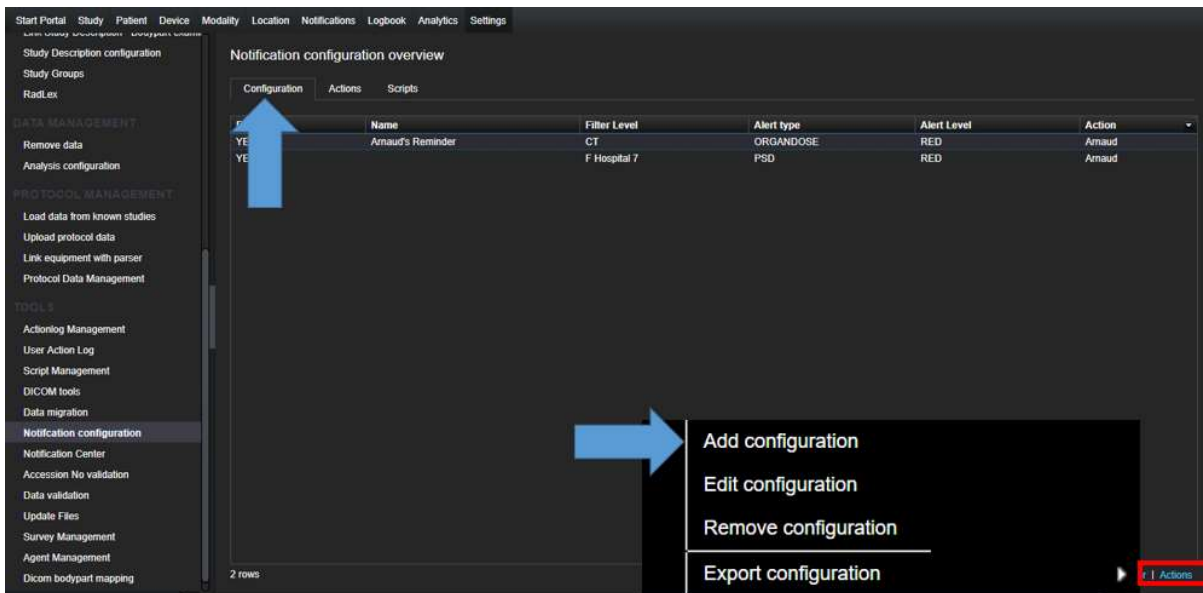 Start Portal Study Patient Device Modality Location Notifications Logbook Analytics Settings
Link Study Description - Bodypart exami
Study Description configuration
Study Groups
RadLex
DATA MANAGEMENT
Remove data
Analysis configuration
PROTOCOL MANAGEMENT
Load data from known studies
Upload protocol data
Link equipment with parser
Protocol Data Management
TOOLS
Actionlog Management
User Action Log
Script Management
DICOM tools
Data migration
Notifcation configuration
Notification Center
Accession No validation
Data validation
Update Files
Survey Management
Agent Management
Dicom bodypart mapping
Notification configuration overview
Configuration Actions Scripts
Name Filter Level Alert type Alert Level Action
YE Arnaud's Reminder CT ORGANDOSE RED Arnaud
YE F Hospital 7 PSD RED Arnaud
Add configuration
Edit configuration
Remove configuration
Export configuration
2 rows r | Actions